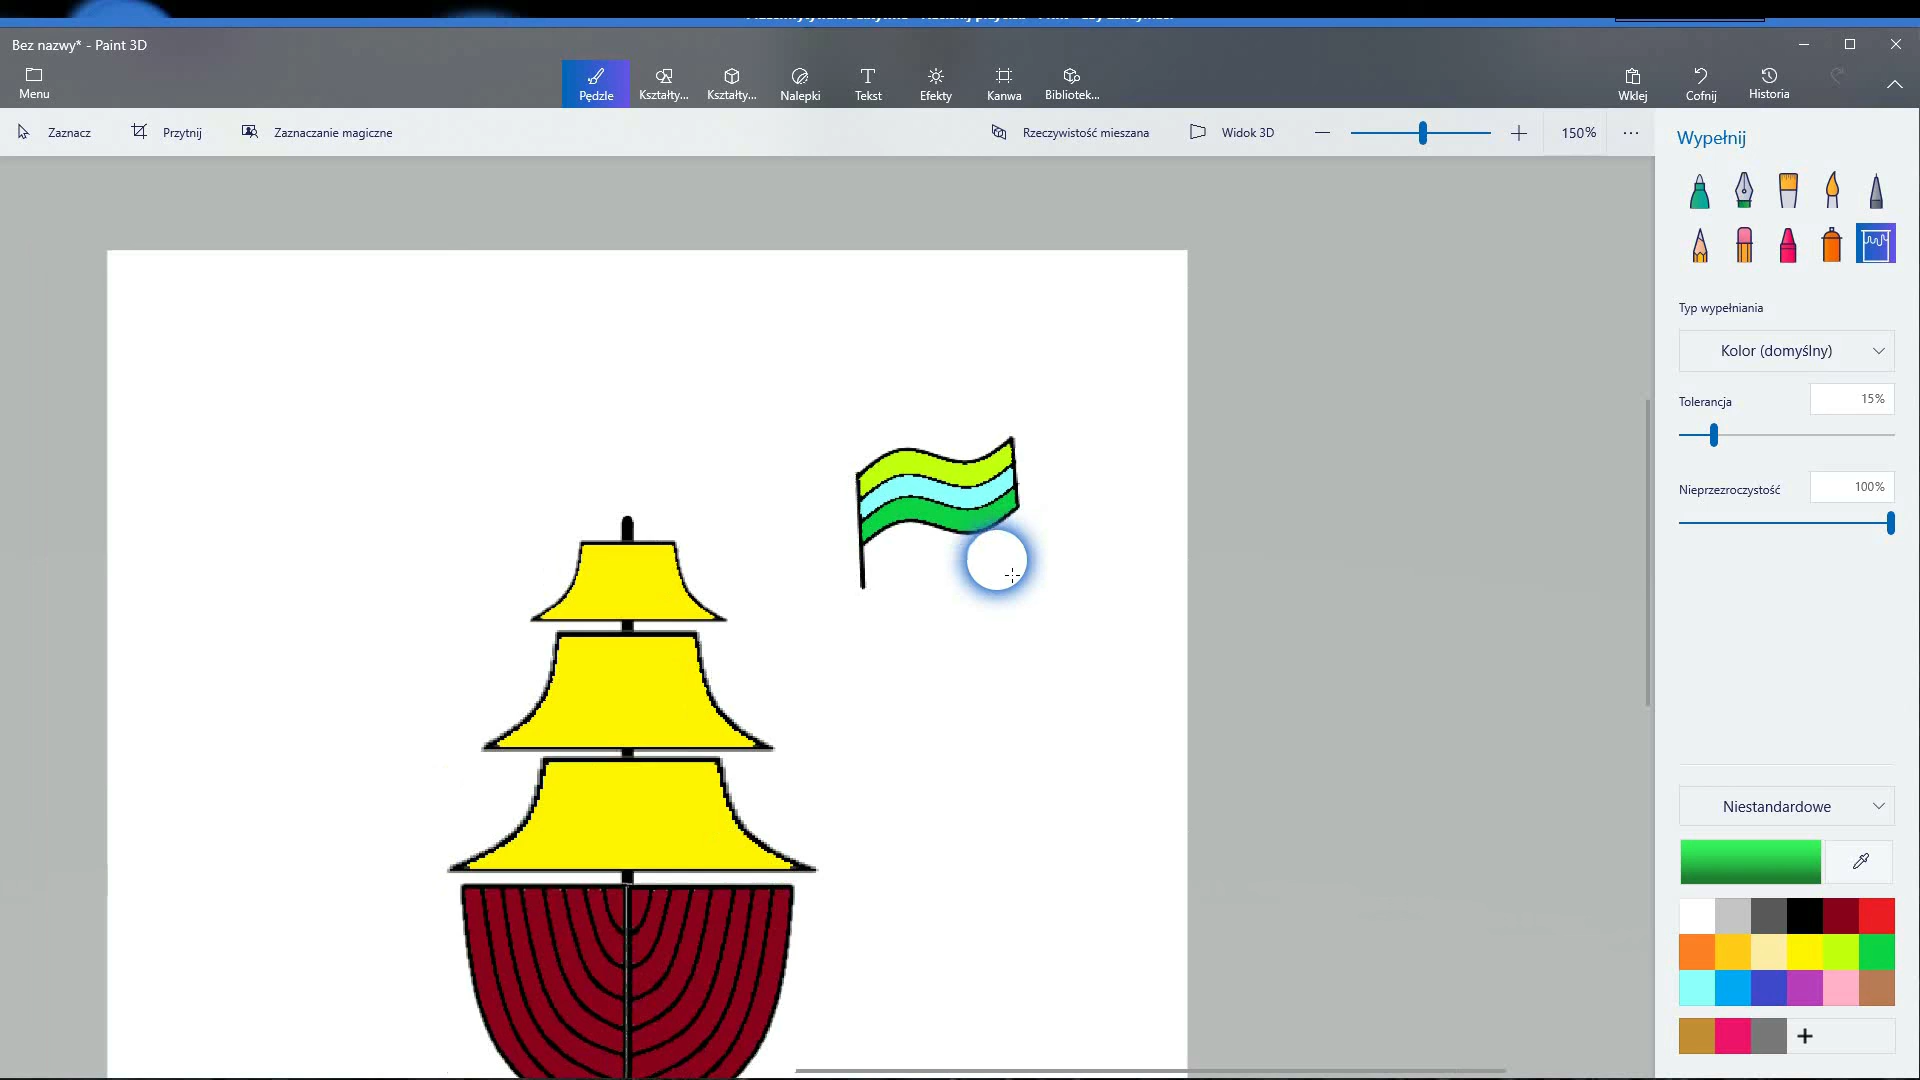 Bez nazwy* - Paint 3D
Menu
Pędzle
Kształty...
Kształty...
Nalepki
Tekst
Efekty
Kanwa
Bibliotek...
Wklej
Cofnij
Historia
Zaznacz
Przytnij
Zaznaczanie magiczne
Rzeczywistość mieszana
Widok 3D
150%
Wypełnij
Typ wypełniania
Kolor (domyślny)
Tolerancja
15%
Nieprzezroczystość
100%
Niestandardowe